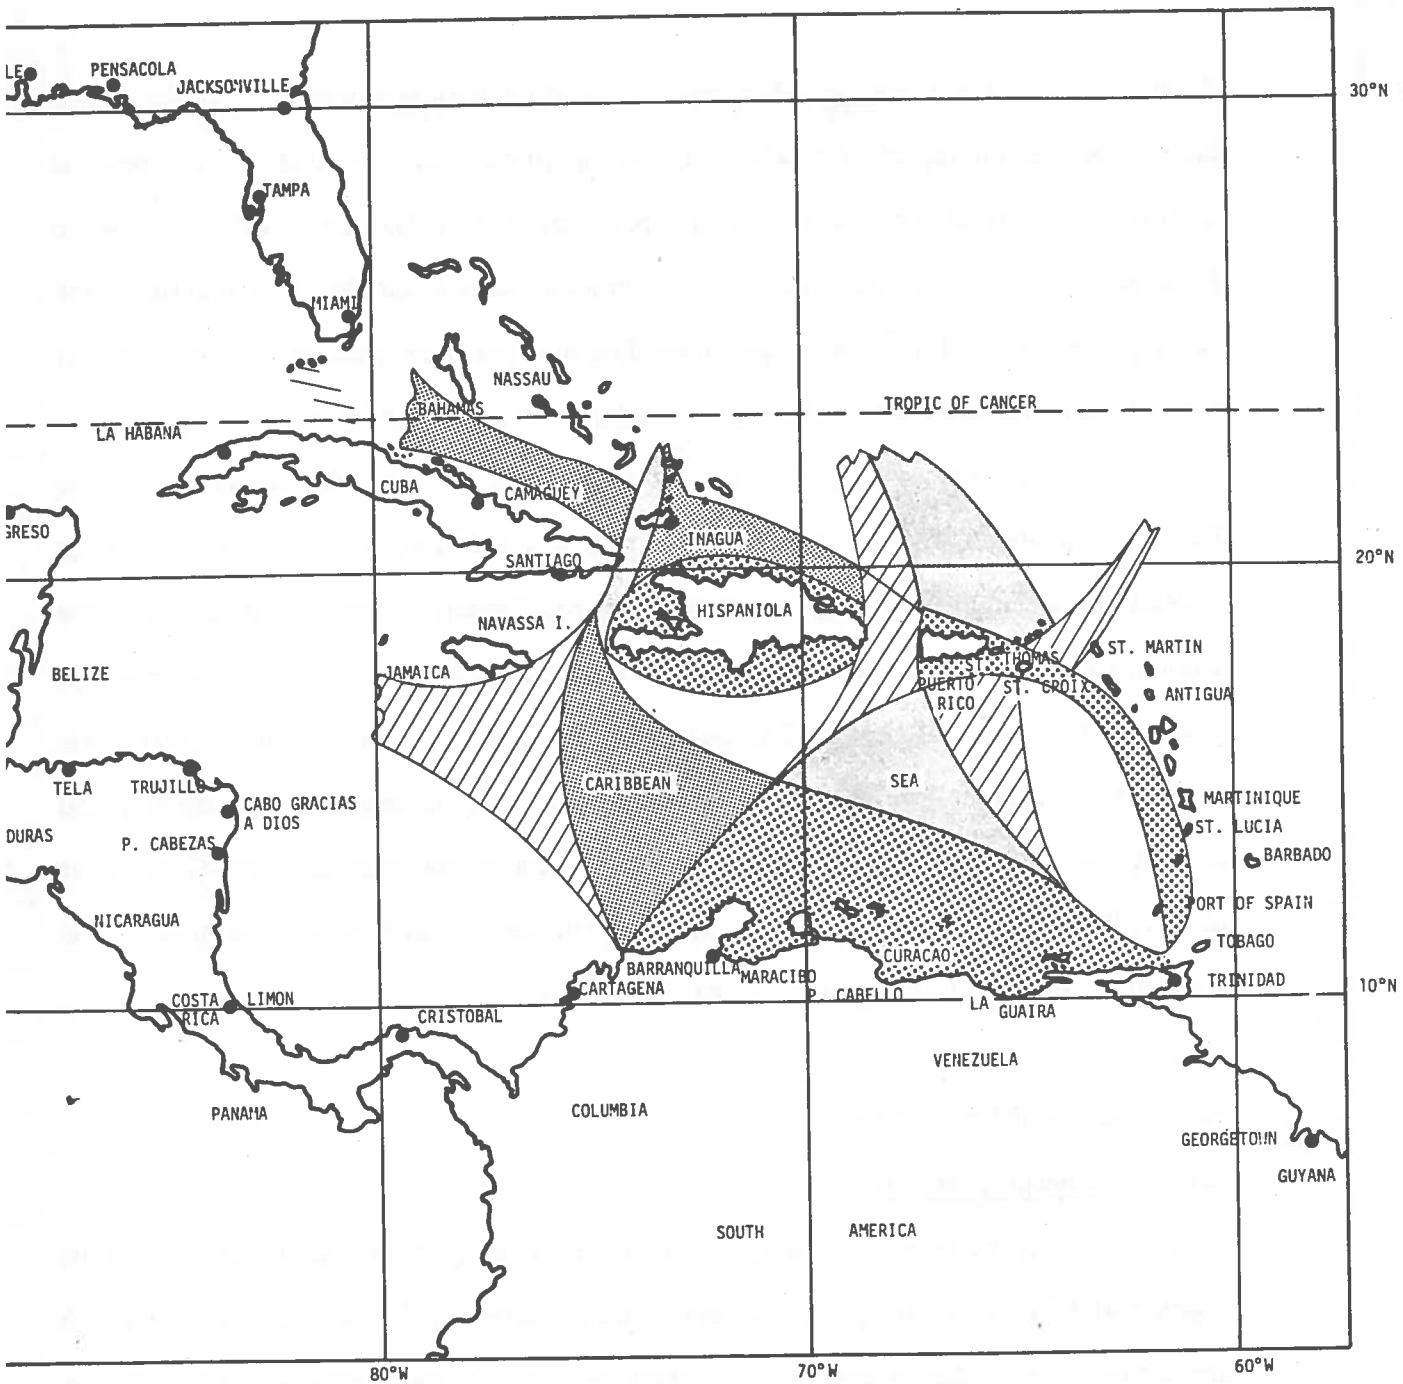 LE
PENSACOLA
JACKSONVILLE
30°N
TAMPA
MIAMI
NASSAU
BAHAMAS
TROPIC OF CANCER
LA HABANA
CUBA
CAMAGUEY
GRESO
INAGUA
SANTIAGO
20°N
HISPANIOLA
NAVASSA I.
ST. MARTIN
ST. THOMAS
JAMAICA
BELIZE
PUERTO
RICO
ST. CROIX
ANTIGUA
CARIBBEAN
SEA
TELA
TRUJILLO
MARTINIQUE
CABO GRACIAS
A DIOS
ST. LUCIA
DURAS
P. CABEZAS
BARBADO
NICARAGUA
PORT OF SPAIN
TOBAGO
CURACAO
BARRANQUILLA
MARACIBO
TRINIDAD
CARTAGENA
P. CABELLO
10°N
COSTA
RICA
LIMON
LA
GUAIRA
CRISTOBAL
VENEZUELA
PANAMA
COLUMBIA
GEORGETOWN
GUYANA
SOUTH AMERICA
80°W
70°W
60°W